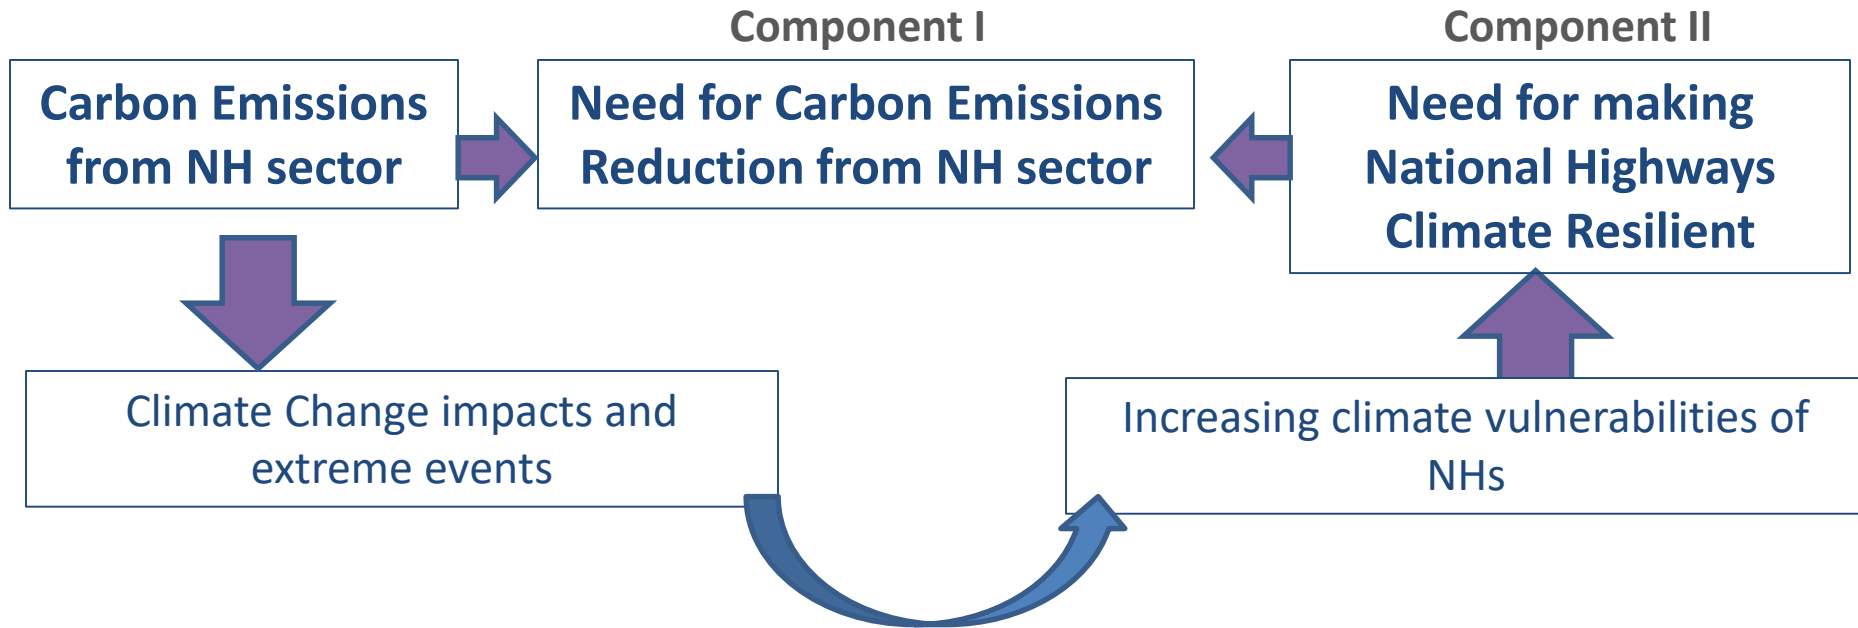 Component I
Component II
Carbon Emissions
from NH sector
Need for Carbon Emissions
Reduction from NH sector
Need for making
National Highways
Climate Resilient
Climate Change impacts and
extreme events
Increasing climate vulnerabilities of
NHs